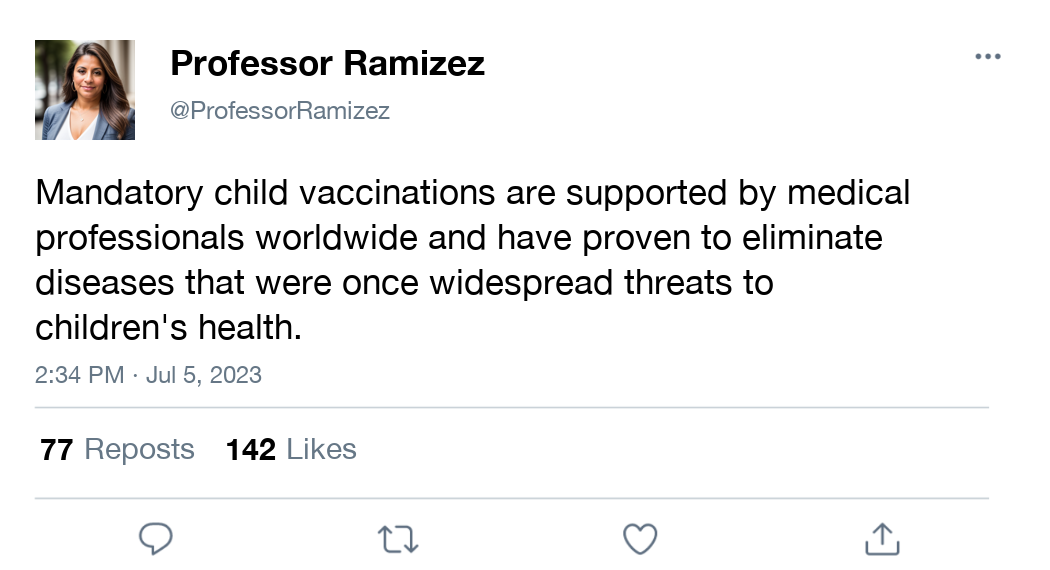 Professor Ramizez
@ProfessorRamizez
Mandatory child vaccinations are supported by medical
professionals worldwide and have proven to eliminate
diseases that were once widespread threats to
children's health.
2:34 PM · Jul 5, 2023
77 Reposts 142 Likes